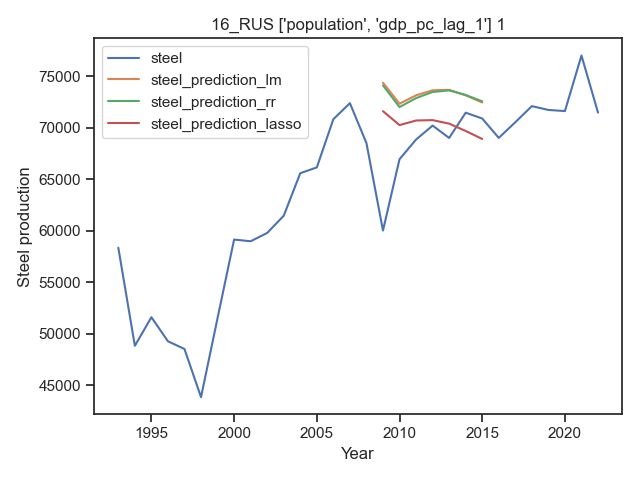 16_RUS ['population', 'gdp_pc_lag_1'] 1
steel
steel_prediction_lm
steel_prediction_rr
steel_prediction_lasso
75000
70000
65000
60000
55000
50000
45000
Steel production
1995
2000
2005
2010
2015
2020
Year